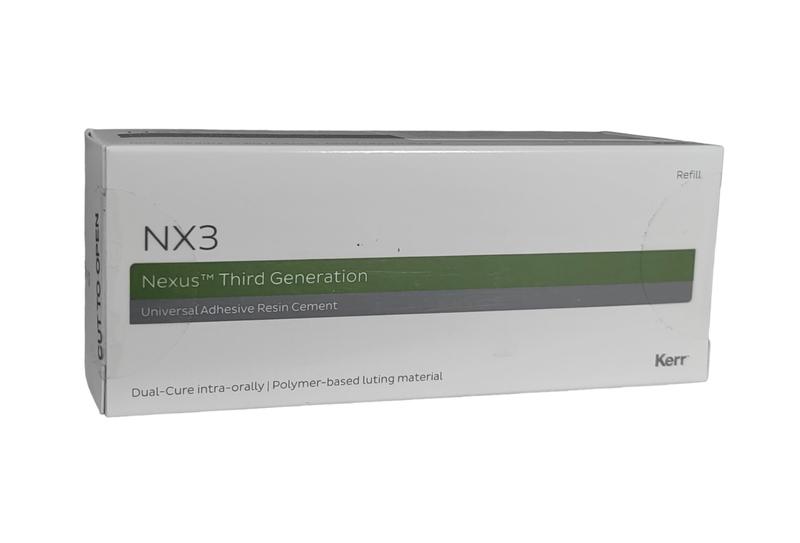 Refill
NX3
Nexus™ Third Generation
Universal Adhesive Resin Cement
Kerr™
Dual-Cure intra-orally | Polymer-based luting material
CUT TO OPEN